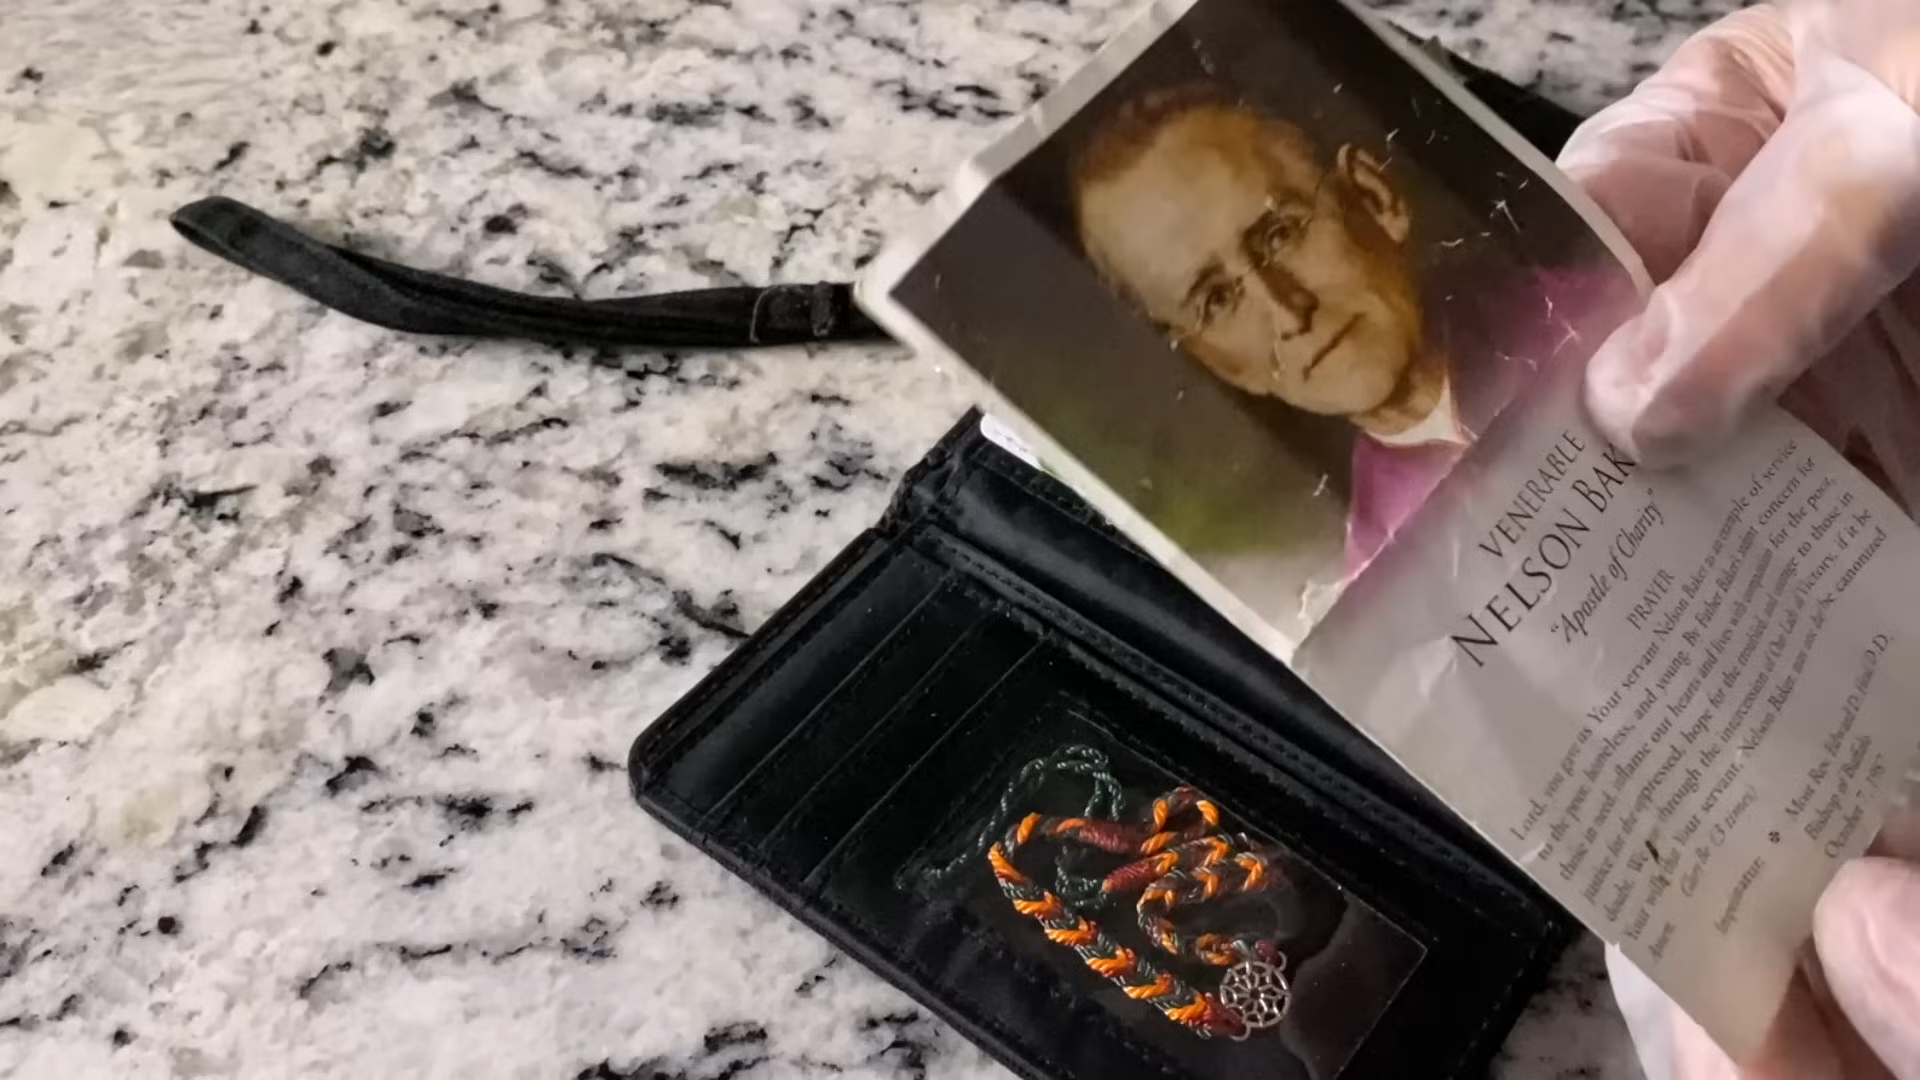 VENERABLE
NELSON BAK
"Apostle of Charity"
PRAYER
Lord, you gave us Your servant Nelson Baker as an example of service
to the poor, homeless, and young. By Father Baker's concern for
those in need, inflame our hearts and lives with compassion for the poor,
justice for the oppressed, hope for the troubled, and courage to those in
doubt. We through the intercession of Our Lady of Victory, if it be
Your will, that Your servant, Nelson Baker, may be canonized
Amen. Glory Be (3 times)
Imprimatur: Most Rev. Edward D. Head, D.D.
Bishop of Buffalo
October 7, 1987